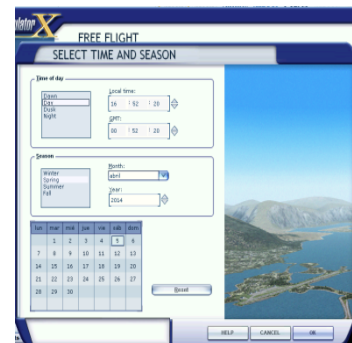 FREE FLIGHT
SELECT TIME AND SEASON
Time of day
Dawn
Day
Dusk
Night
Local time:
16 : 52 : 20
GMT:
00 : 52 : 20
Season
Winter
Spring
Summer
Fall
Month:
abril
Year:
2014
lun mar mié jue vie sáb dom
1 2 3 4 5 6
7 8 9 10 11 12 13
14 15 16 17 18 19 20
21 22 23 24 25 26 27
28 29 30
Reset
HELP CANCEL OK